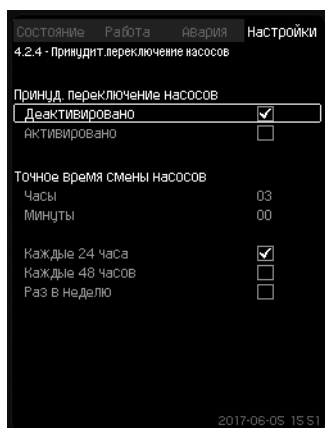 Состояние Работа Авария Настройки
4.2.4 - Принудит.переключение насосов
Принуд. переключение насосов
Деактивировано
Активировано
Точное время смены насосов
Часы 03
Минуты 00
Каждые 24 часа
Каждые 48 часов
Раз в неделю
2017-06-05 15:51